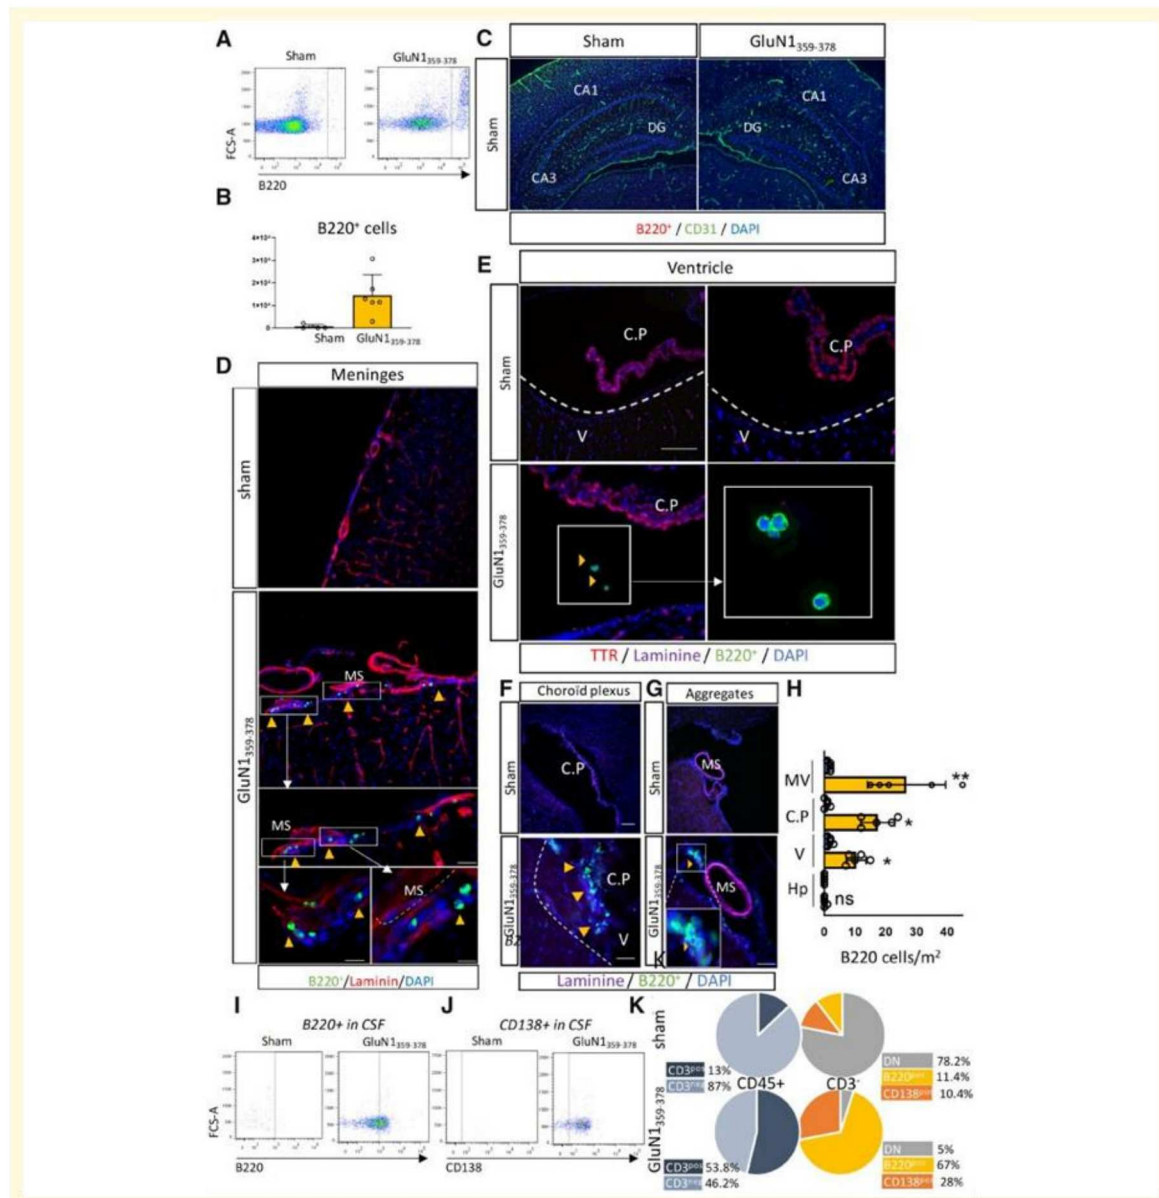 A
Sham
GluN1359-378
FCS-A
B220
B
B220+ cells
Sham
GluN1359-378
C
Sham
GluN1359-378
Sham
CA1
DG
CA3
CA1
DG
CA3
B220+ / CD31 / DAPI
D
Meninges
sham
GluN1359-378
MS
MS
MS
B220+/Laminin/DAPI
E
Ventricle
Sham
C.P
V
C.P
V
GluN1359-378
C.P
TTR / Laminine / B220+ / DAPI
F
Choroïd plexus
Sham
C.P
GluN1359-378
C.P
V
G
Aggregates
Sham
MS
GluN1359-378
MS
Laminine / B220+ / DAPI
H
MV
**
C.P
*
V
*
Hp
ns
0 10 20 30 40
B220 cells/m2
I
B220+ in CSF
Sham
GluN1359-378
FCS-A
B220
J
CD138+ in CSF
Sham
GluN1359-378
CD138
K
sham
CD3pos 13%
CD3neg 87%
CD45+
CD3-
DN 78.2%
B220pos 11.4%
CD138pos 10.4%
GluN1359-378
CD3pos 53.8%
CD3neg 46.2%
DN 5%
B220pos 67%
CD138pos 28%